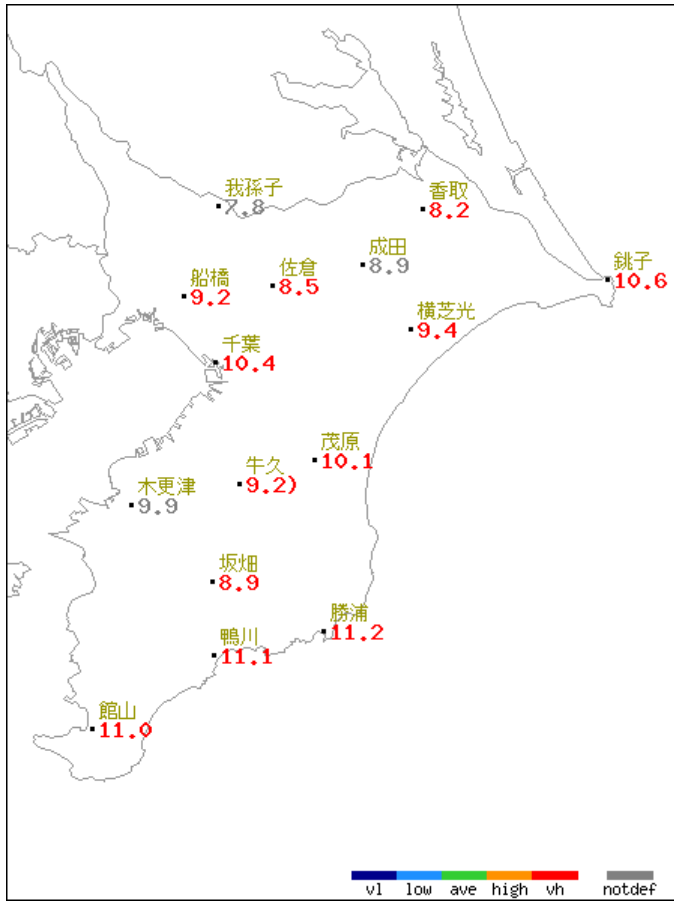 我孫子
7.8
香取
8.2
成田
8.9
銚子
10.6
船橋
9.2
佐倉
8.5
横芝光
9.4
千葉
10.4
茂原
10.1
牛久
9.2)
木更津
9.9
坂畑
8.9
勝浦
11.2
鴨川
11.1
館山
11.0
vl low ave high vh notdef